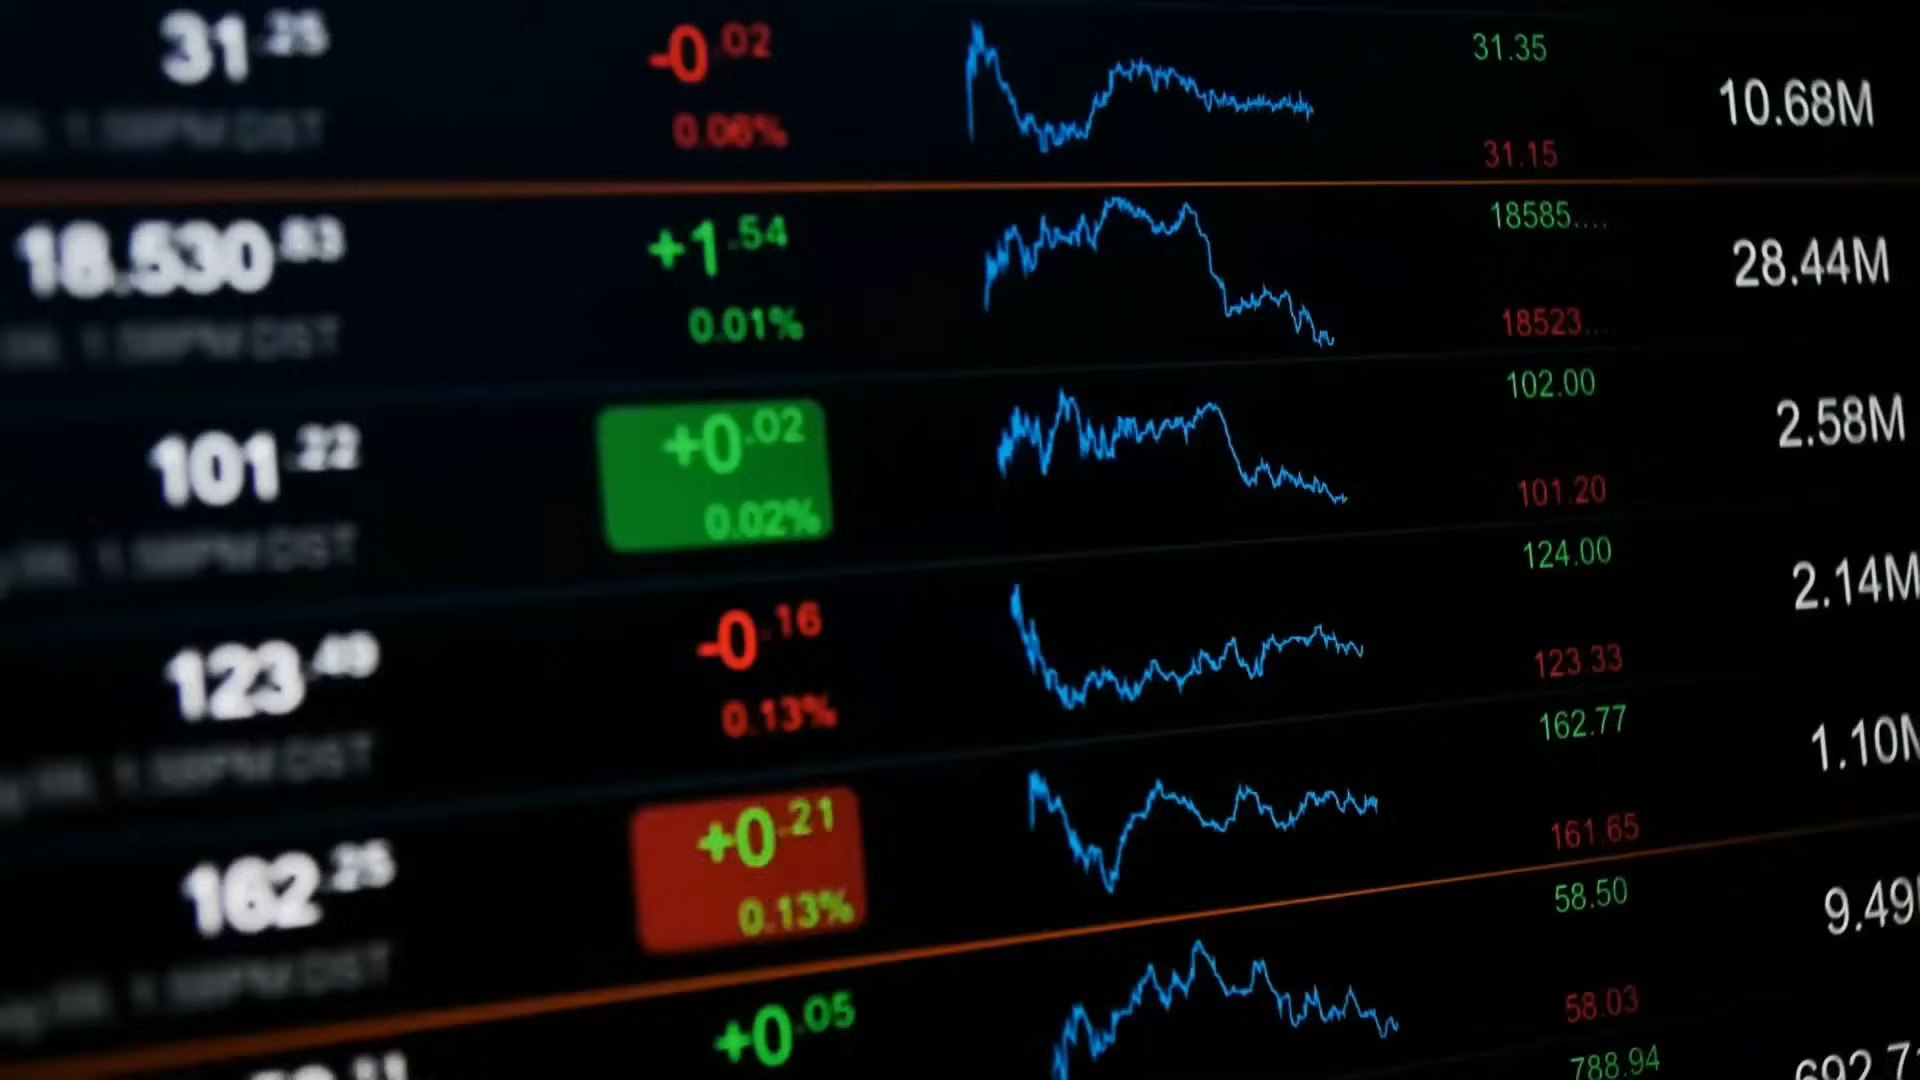 31.25 -0.02 31.35 10.68M
0.06% 31.15
18.530.83 +1.54 18585.... 28.44M
0.01% 18523....
101.22 +0.02 102.00 2.58M
0.02% 101.20
123.49 -0.16 124.00 2.14M
0.13% 123.33
162.25 +0.21 162.77 1.10M
0.13% 161.65
+0.05 58.50 9.49
58.03
788.94